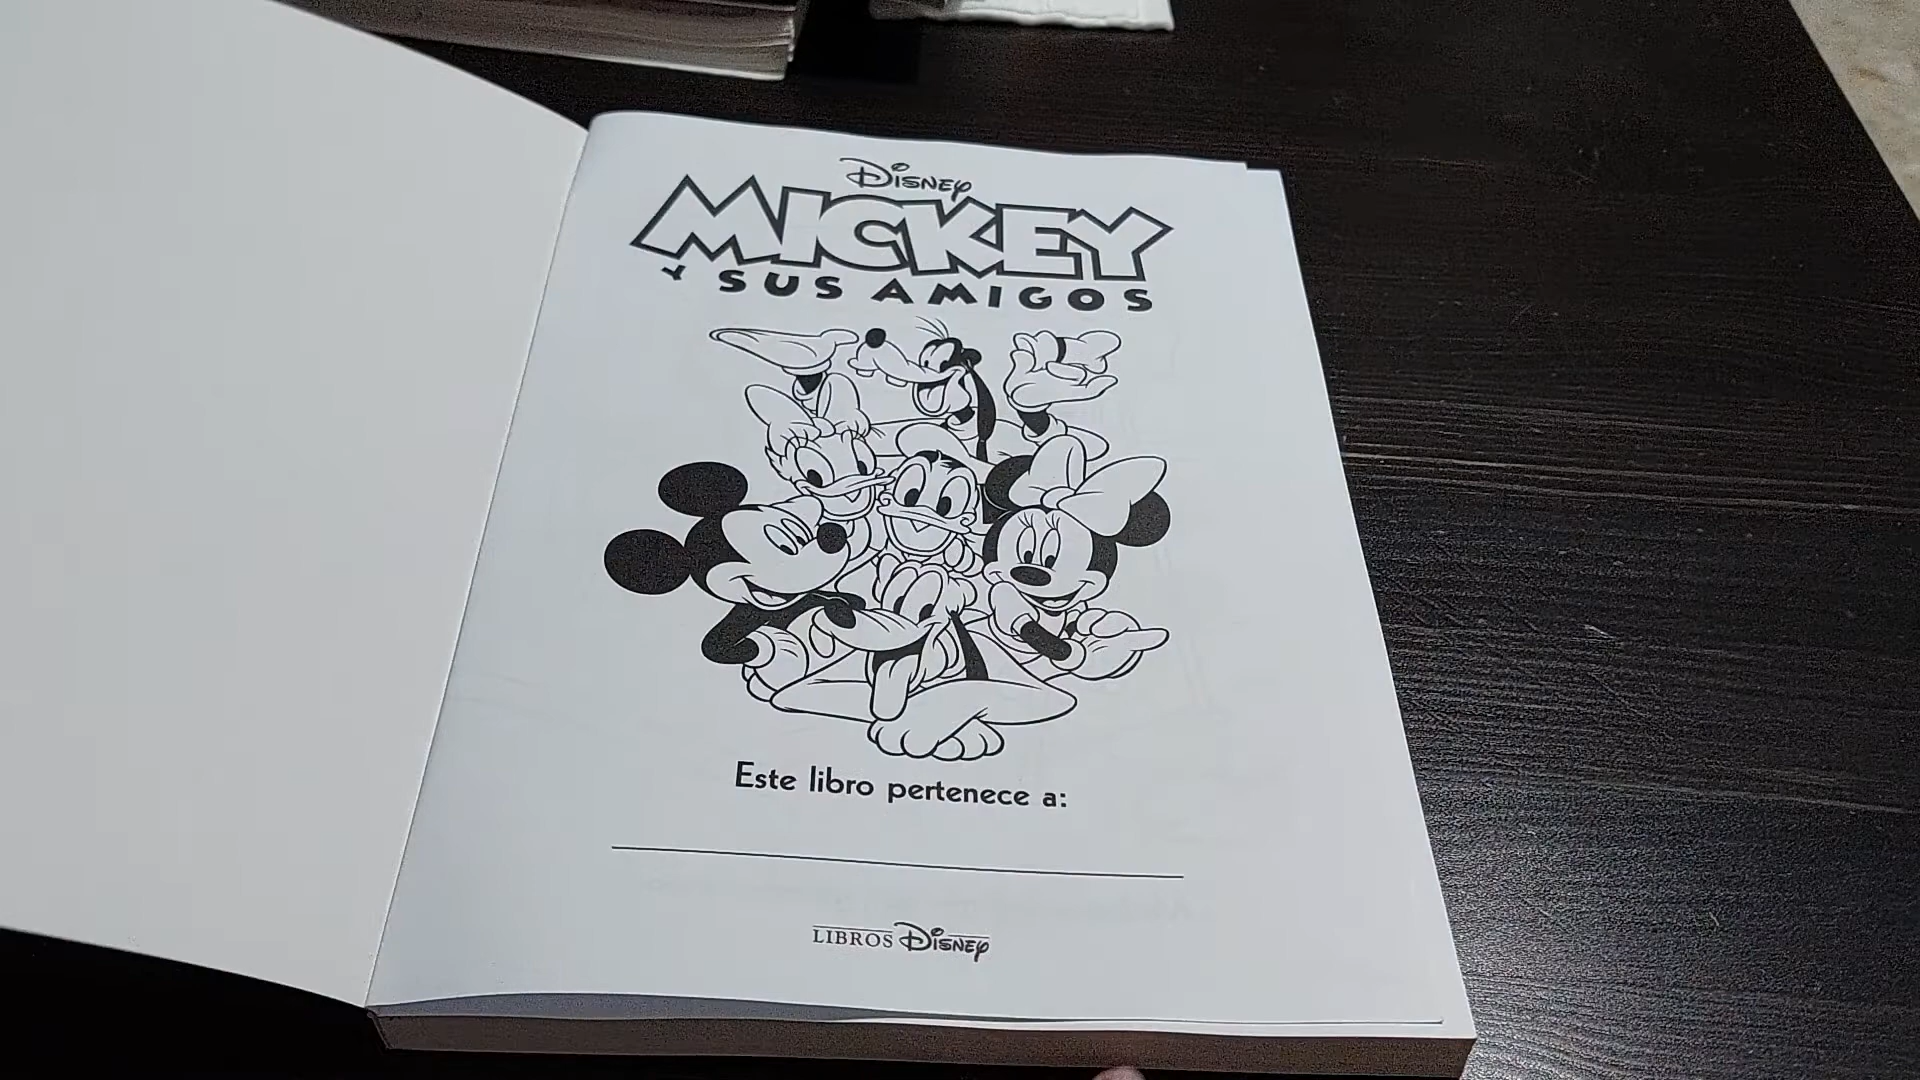 Disney
MICKEY
Y SUS AMIGOS
Este libro pertenece a:
LIBROS Disney